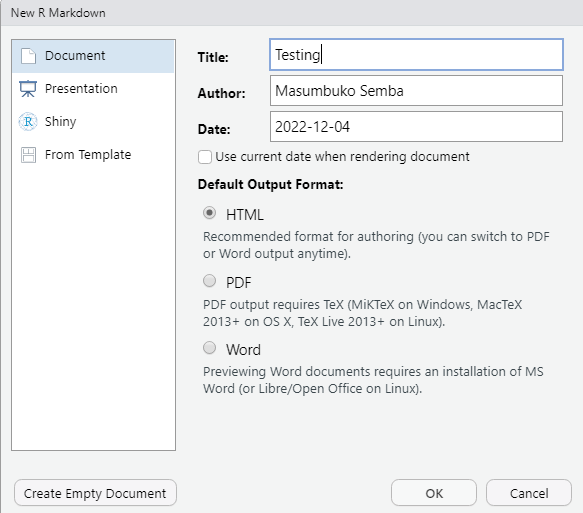 New R Markdown
Document
Presentation
Shiny
From Template
Title: Testing
Author: Masumbuko Semba
Date: 2022-12-04
Use current date when rendering document
Default Output Format:
HTML
Recommended format for authoring (you can switch to PDF
or Word output anytime).
PDF
PDF output requires TeX (MiKTeX on Windows, MacTeX
2013+ on OS X, TeX Live 2013+ on Linux).
Word
Previewing Word documents requires an installation of MS
Word (or Libre/Open Office on Linux).
Create Empty Document
OK
Cancel